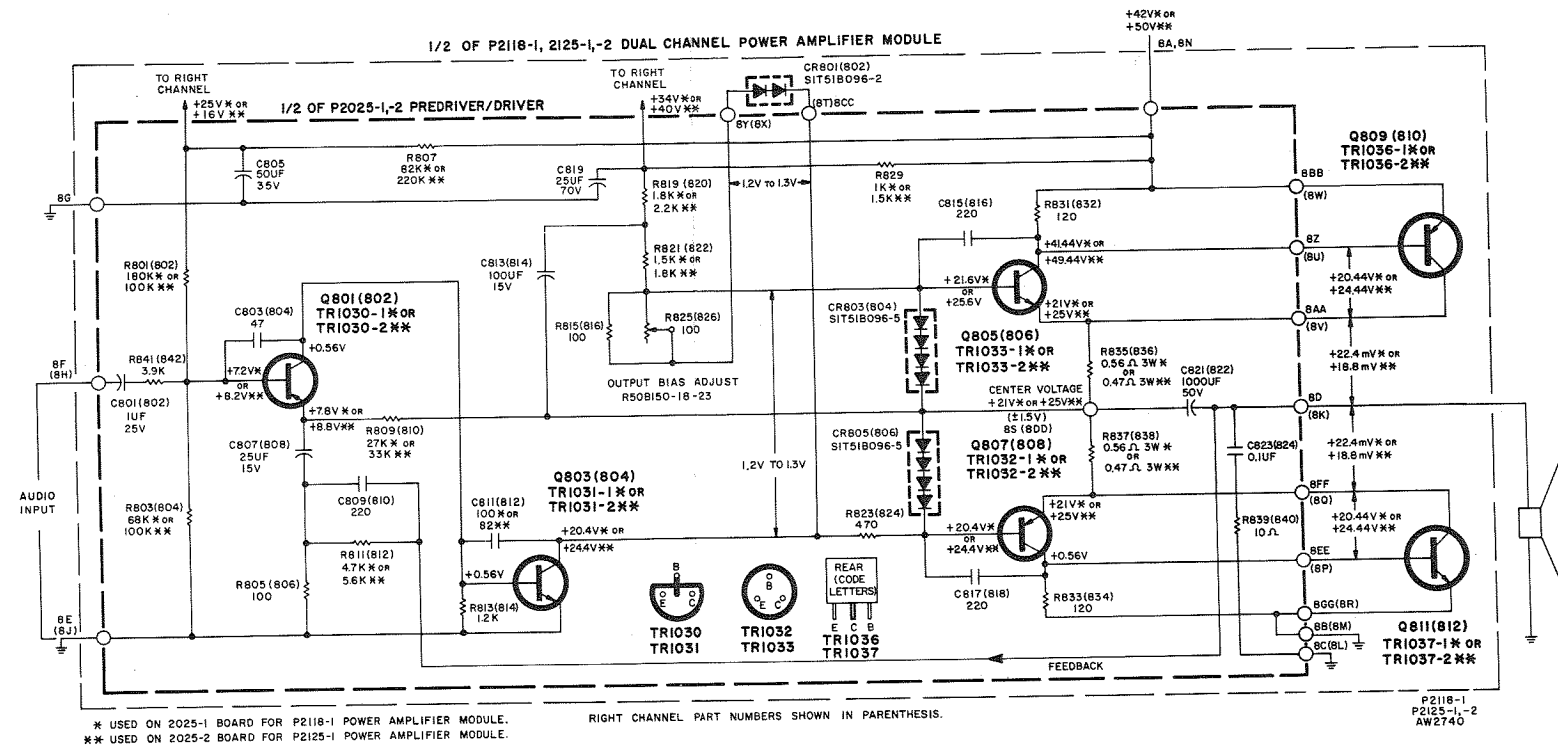 +42V* OR
+50V**
1/2 OF P2118-1, 2125-1,-2 DUAL CHANNEL POWER AMPLIFIER MODULE
8A,8N
TO RIGHT
CHANNEL
+25V* OR
+16V **
1/2 OF P2025-1,-2 PREDRIVER/DRIVER
TO RIGHT
CHANNEL
+34V* OR
+40V**
CR801(802)
SIT51B096-2
8Y(8X)
(8T)8CC
C805
50UF
35V
R807
82K* OR
220K**
C819
25UF
70V
R819 (820)
1.8K* OR
2.2K**
1.2V TO 1.3V
R829
1K* OR
1.5K**
Q809 (810)
TR1036-1* OR
TR1036-2**
8G
8BB
(8W)
C815(816)
220
R831(832)
120
8Z
(8U)
R801(802)
180K* OR
100K**
C813(814)
100UF
15V
R821 (822)
1.5K* OR
1.8K**
+41.44V* OR
+49.44V**
+20.44V* OR
+24.44V**
Q801(802)
TR1030-1* OR
TR1030-2**
C803(804)
47
+0.56V
R815(816)
100
R825(826)
100
+21.6V*
OR
+25.6V
+21V* OR
+25V**
8AA
(8V)
CR803(804)
SIT51B096-5
Q805(806)
TR1033-1* OR
TR1033-2**
8F
(8H)
R841(842)
3.9K
C801(802)
1UF
25V
+7.2V*
OR
+8.2V**
OUTPUT BIAS ADJUST
R50B150-18-23
R835(836)
0.56 Ω 3W*
OR
0.47Ω 3W**
C821(822)
1000UF
50V
+22.4mV* OR
+18.8mV**
CENTER VOLTAGE
+21V* OR +25V**
(±1.5V)
8S (8DD)
8D
(8K)
+7.8V* OR
+8.8V**
R809(810)
27K* OR
33K**
C807(808)
25UF
15V
CR805(806)
SIT51B096-5
Q807(808)
TR1032-1* OR
TR1032-2**
R837(838)
0.56 Ω 3W*
OR
0.47Ω 3W**
C823(824)
0.1UF
+22.4mV* OR
+18.8mV**
1.2V TO 1.3V
AUDIO
INPUT
R803(804)
68K* OR
100K**
C809(810)
220
C811(812)
100* OR
82**
Q803(804)
TR1031-1* OR
TR1031-2**
+20.4V* OR
+24.4V**
R823(824)
470
+20.4V*
OR
+24.4V**
+21V* OR
+25V**
8FF
(8Q)
R839(840)
10Ω
+20.44V* OR
+24.44V**
R811(812)
4.7K* OR
5.6K**
+0.56V
+0.56V
8EE
(8P)
R805(806)
100
R813(814)
1.2K
C817(818)
220
R833(834)
120
8E
(8J)
B
E
C
TR1030
TR1031
B
E
C
TR1032
TR1033
REAR
(CODE
LETTERS)
E C B
TR1036
TR1037
8GG(8R)
8B(8M)
8C(8L)
Q811(812)
TR1037-1* OR
TR1037-2**
FEEDBACK
* USED ON 2025-1 BOARD FOR P2118-1 POWER AMPLIFIER MODULE.
** USED ON 2025-2 BOARD FOR P2125-1 POWER AMPLIFIER MODULE.
RIGHT CHANNEL PART NUMBERS SHOWN IN PARENTHESIS.
P2118-1
P2125-1,-2
AW2740